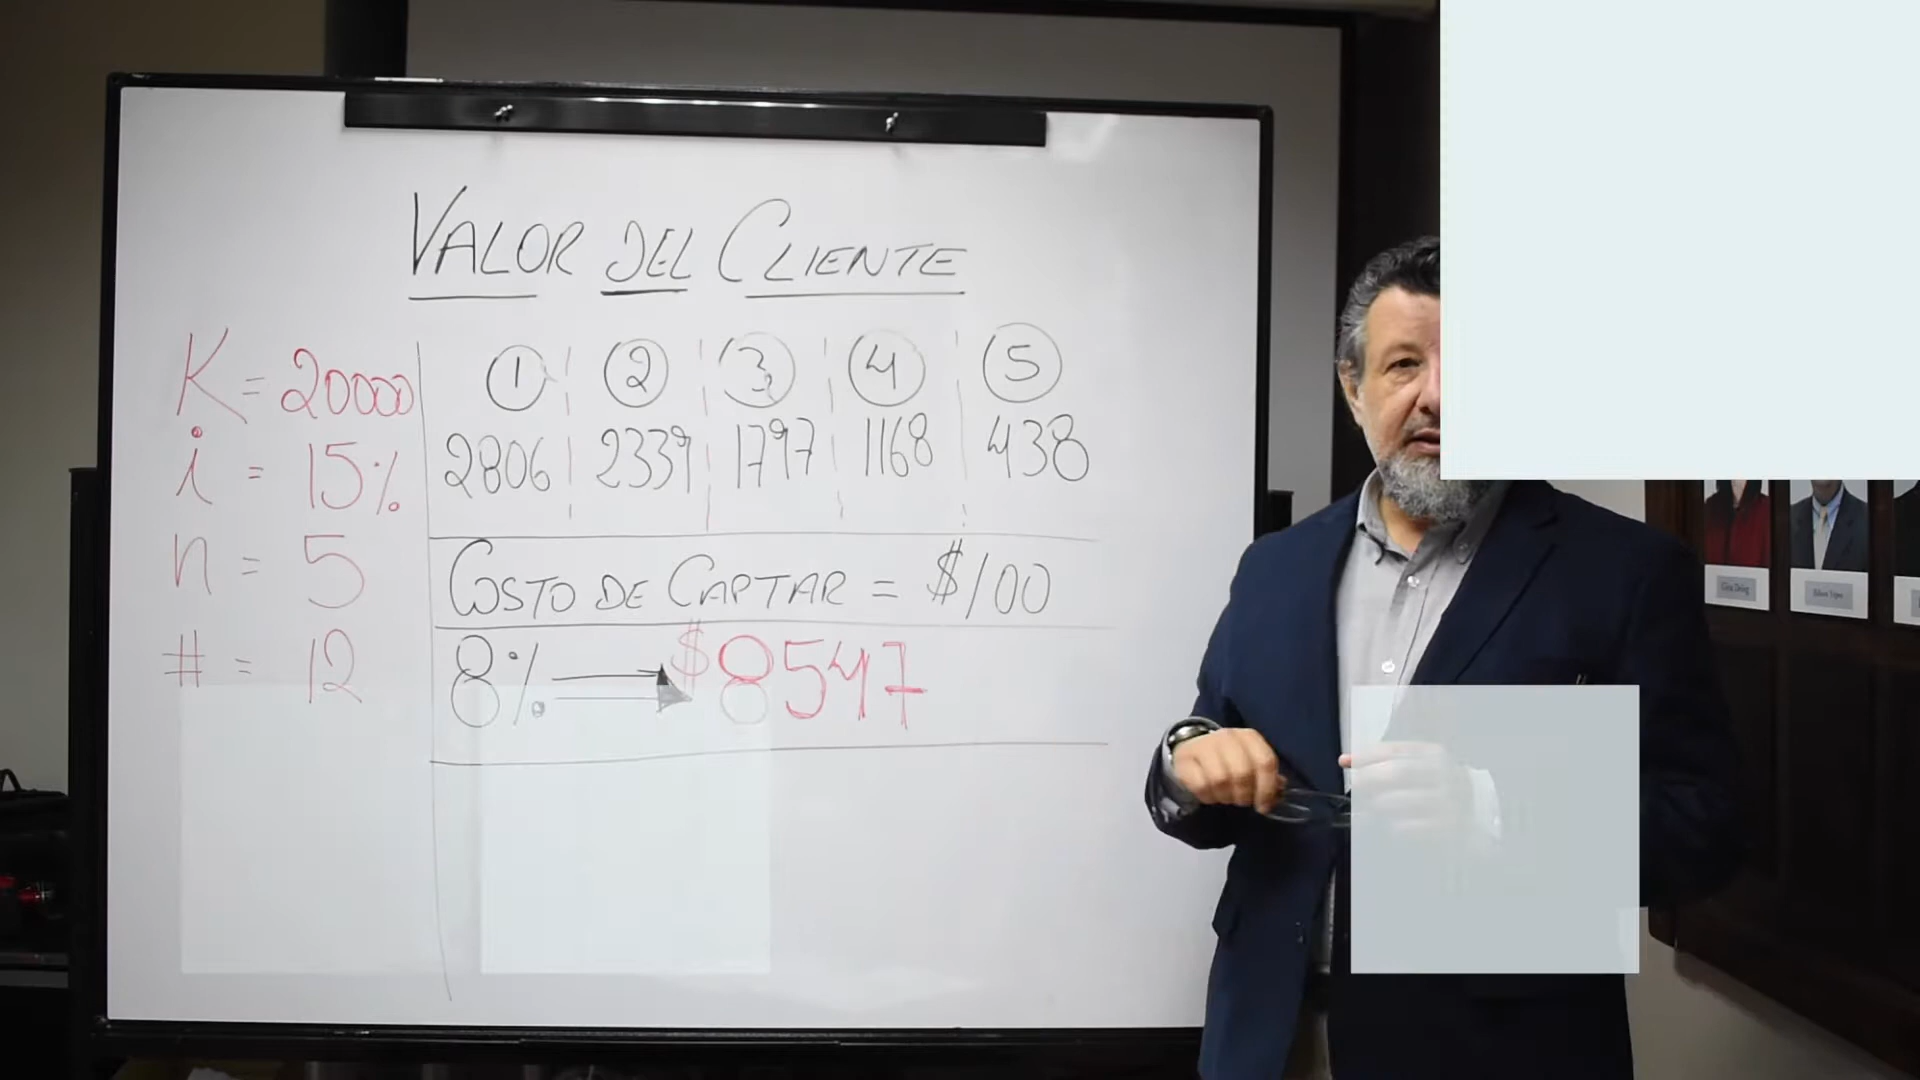 VALOR DEL CLIENTE
K = 20000
i = 15%
n = 5
# = 12
1 2 3 4 5
2806 2339 1797 1168 438
COSTO DE CAPTAR = $100
8% → $8547